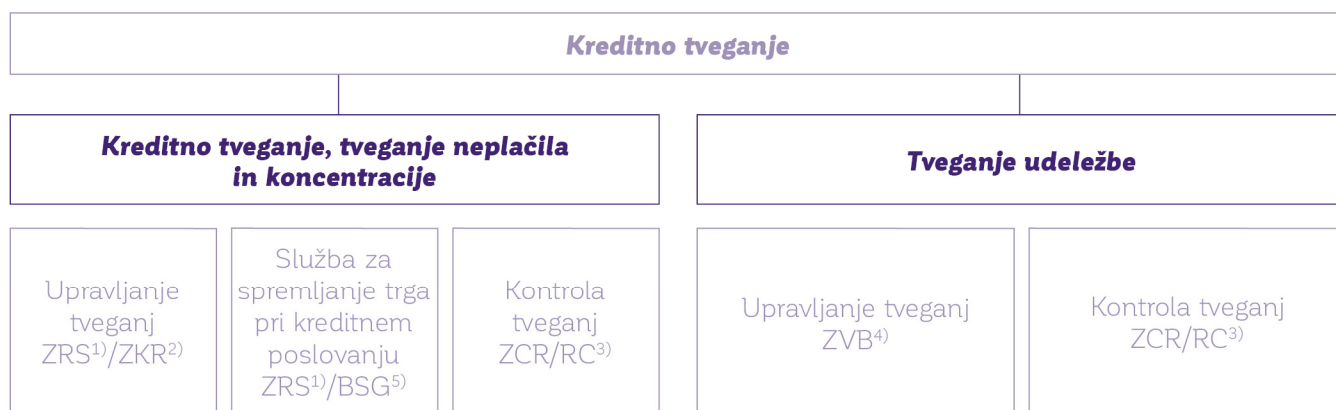 Kreditno tveganje
Kreditno tveganje, tveganje neplačila
in koncentracije
Tveganje udeležbe
Upravljanje
tveganj
ZRS¹⁾/ZKR²⁾
Služba za
spremljanje trga
pri kreditnem
poslovanju
ZRS¹⁾/BSG⁵⁾
Kontrola
tveganj
ZCR/RC³⁾
Upravljanje tveganj
ZVB⁴⁾
Kontrola tveganj
ZCR/RC³⁾